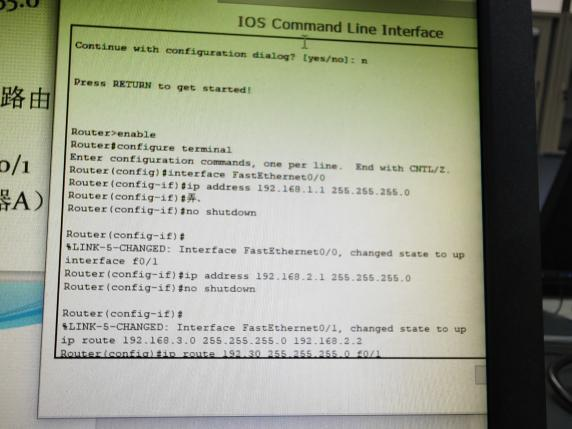 55.0
IOS Command Line Interface
Continue with configuration dialog? [yes/no]: n
Press RETURN to get started!
路由
Router>enable
Router#configure terminal
Enter configuration commands, one per line. End with CNTL/Z.
Router(config)#interface FastEthernet0/0
0/1
Router(config-if)#ip address 192.168.1.1 255.255.255.0
Router(config-if)#弄、
器A）
Router(config-if)#no shutdown
Router(config-if)#
%LINK-5-CHANGED: Interface FastEthernet0/0, changed state to up
interface f0/1
Router(config-if)#ip address 192.168.2.1 255.255.255.0
Router(config-if)#no shutdown
Router(config-if)#
%LINK-5-CHANGED: Interface FastEthernet0/1, changed state to up
ip route 192.168.3.0 255.255.255.0 192.168.2.2
Router(config)#ip route 192.30 255.255.255.0 f0/1